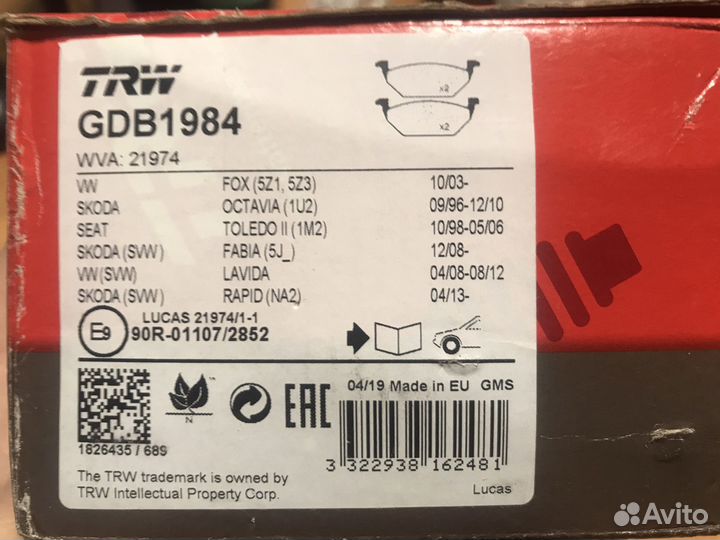 TRW
GDB1984
WVA: 21974
x2
x2
VW FOX (5Z1, 5Z3) 10/03-
SKODA OCTAVIA (1U2) 09/96-12/10
SEAT TOLEDO II (1M2) 10/98-05/06
SKODA (SVW) FABIA (5J_) 12/08-
VW (SVW) LAVIDA 04/08-08/12
SKODA (SVW) RAPID (NA2) 04/13-
LUCAS 21974/1-1
E9 90R-01107/2852
N
EAC
04/19 Made in EU GMS
1826435 / 689
3 322938 162481
The TRW trademark is owned by
TRW Intellectual Property Corp.
Lucas
Avito